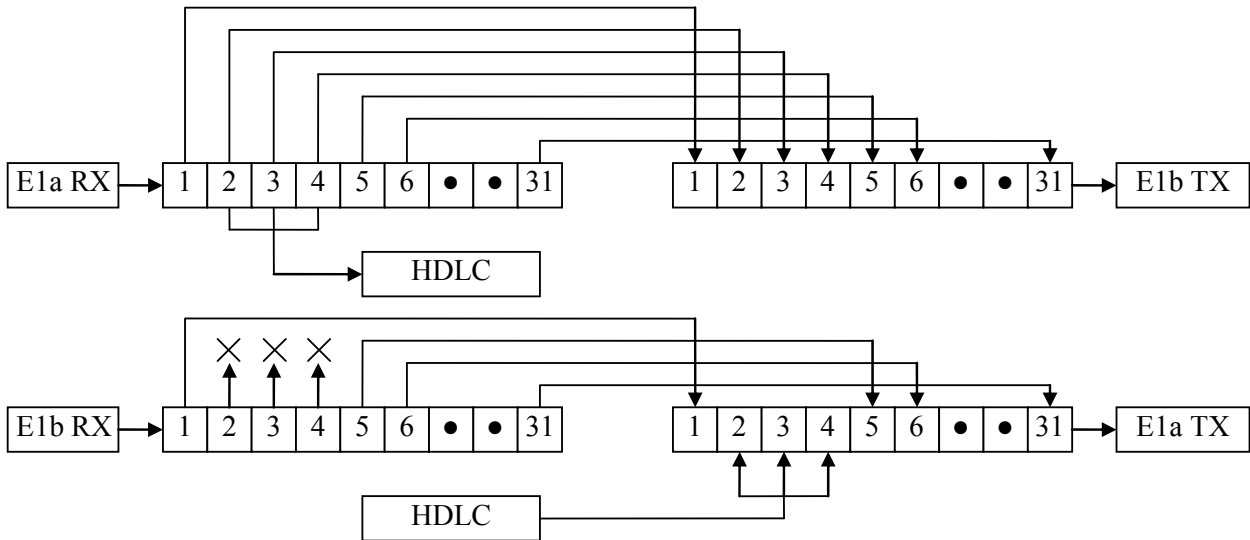 E1a RX 1 2 3 4 5 6 • • 31 1 2 3 4 5 6 • • 31 E1b TX
HDLC
E1b RX 1 2 3 4 5 6 • • 31 1 2 3 4 5 6 • • 31 E1a TX
HDLC